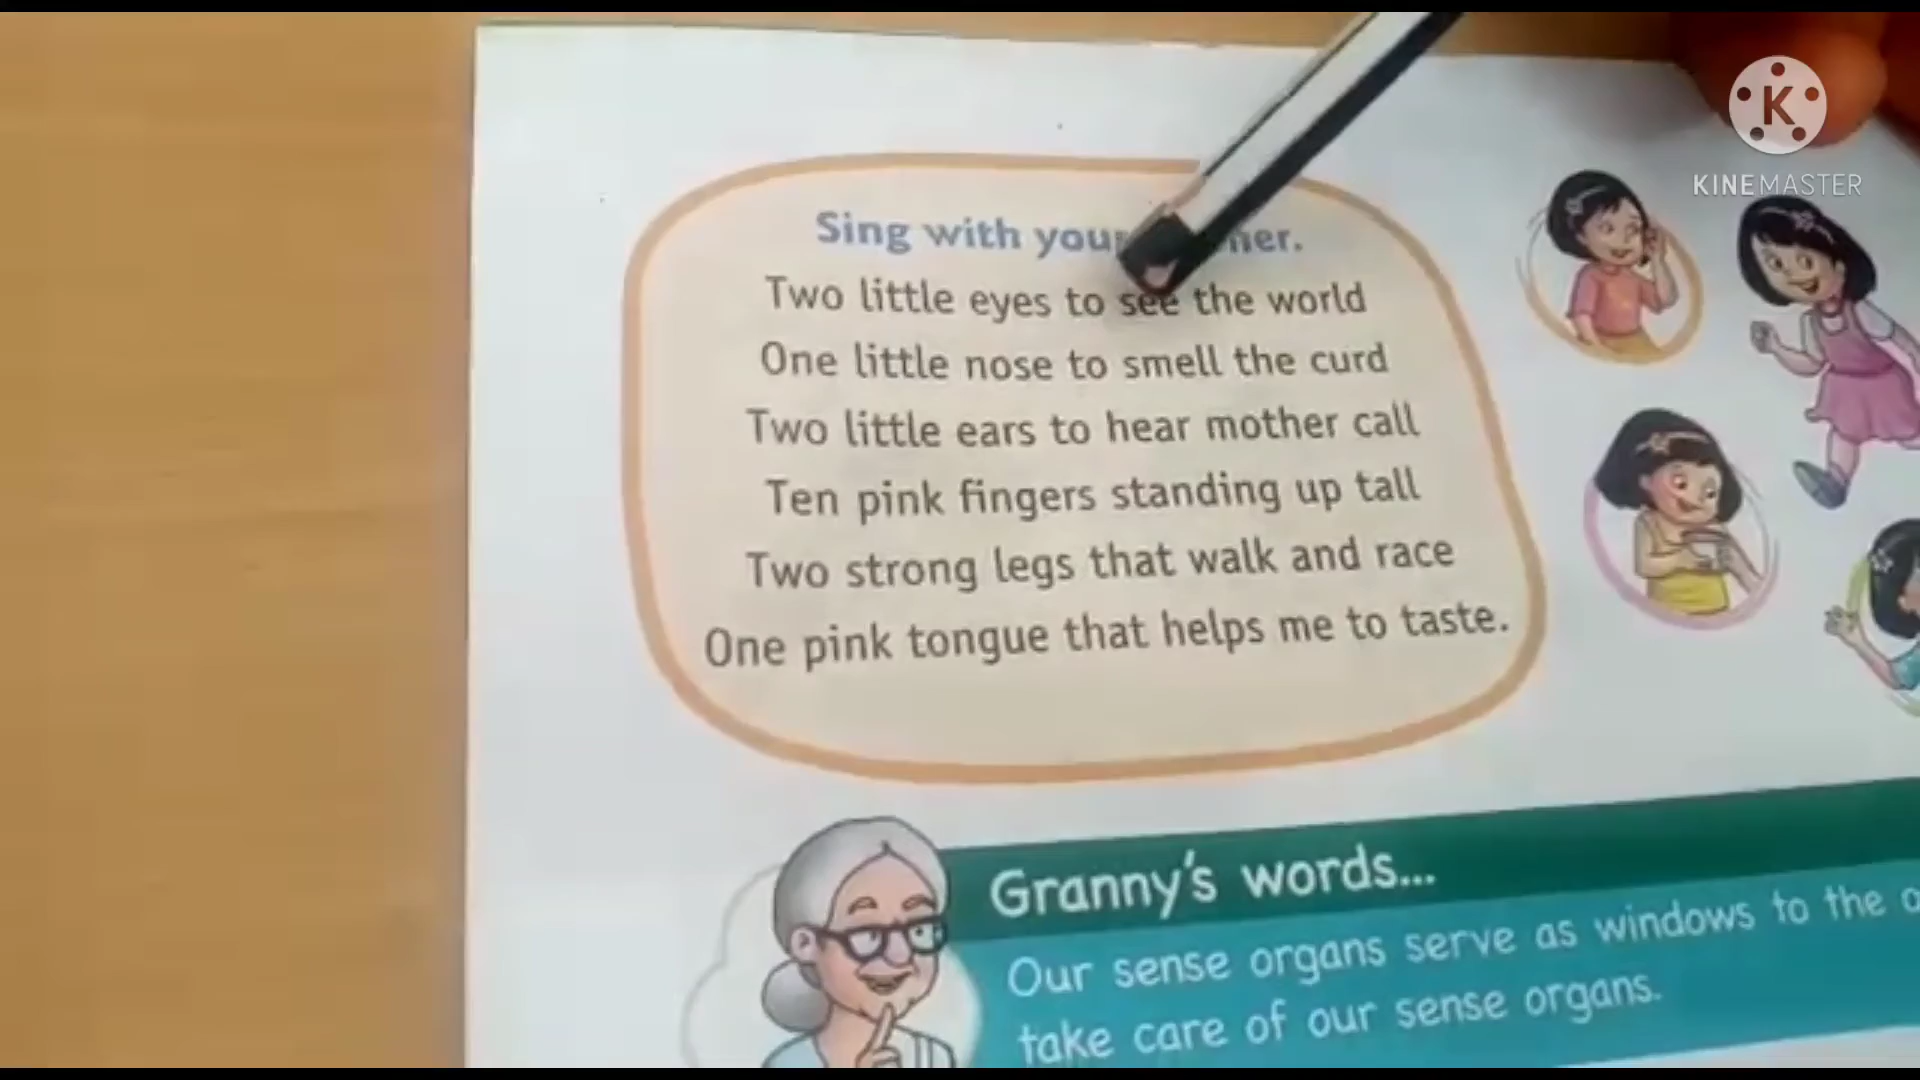 KINEMASTER
Sing with your
Two little eyes to see the world
One little nose to smell the curd
Two little ears to hear mother call
Ten pink fingers standing up tall
Two strong legs that walk and race
One pink tongue that helps me to taste.
Granny's words...
Our sense organs serve as windows to the
take care of our sense organs.